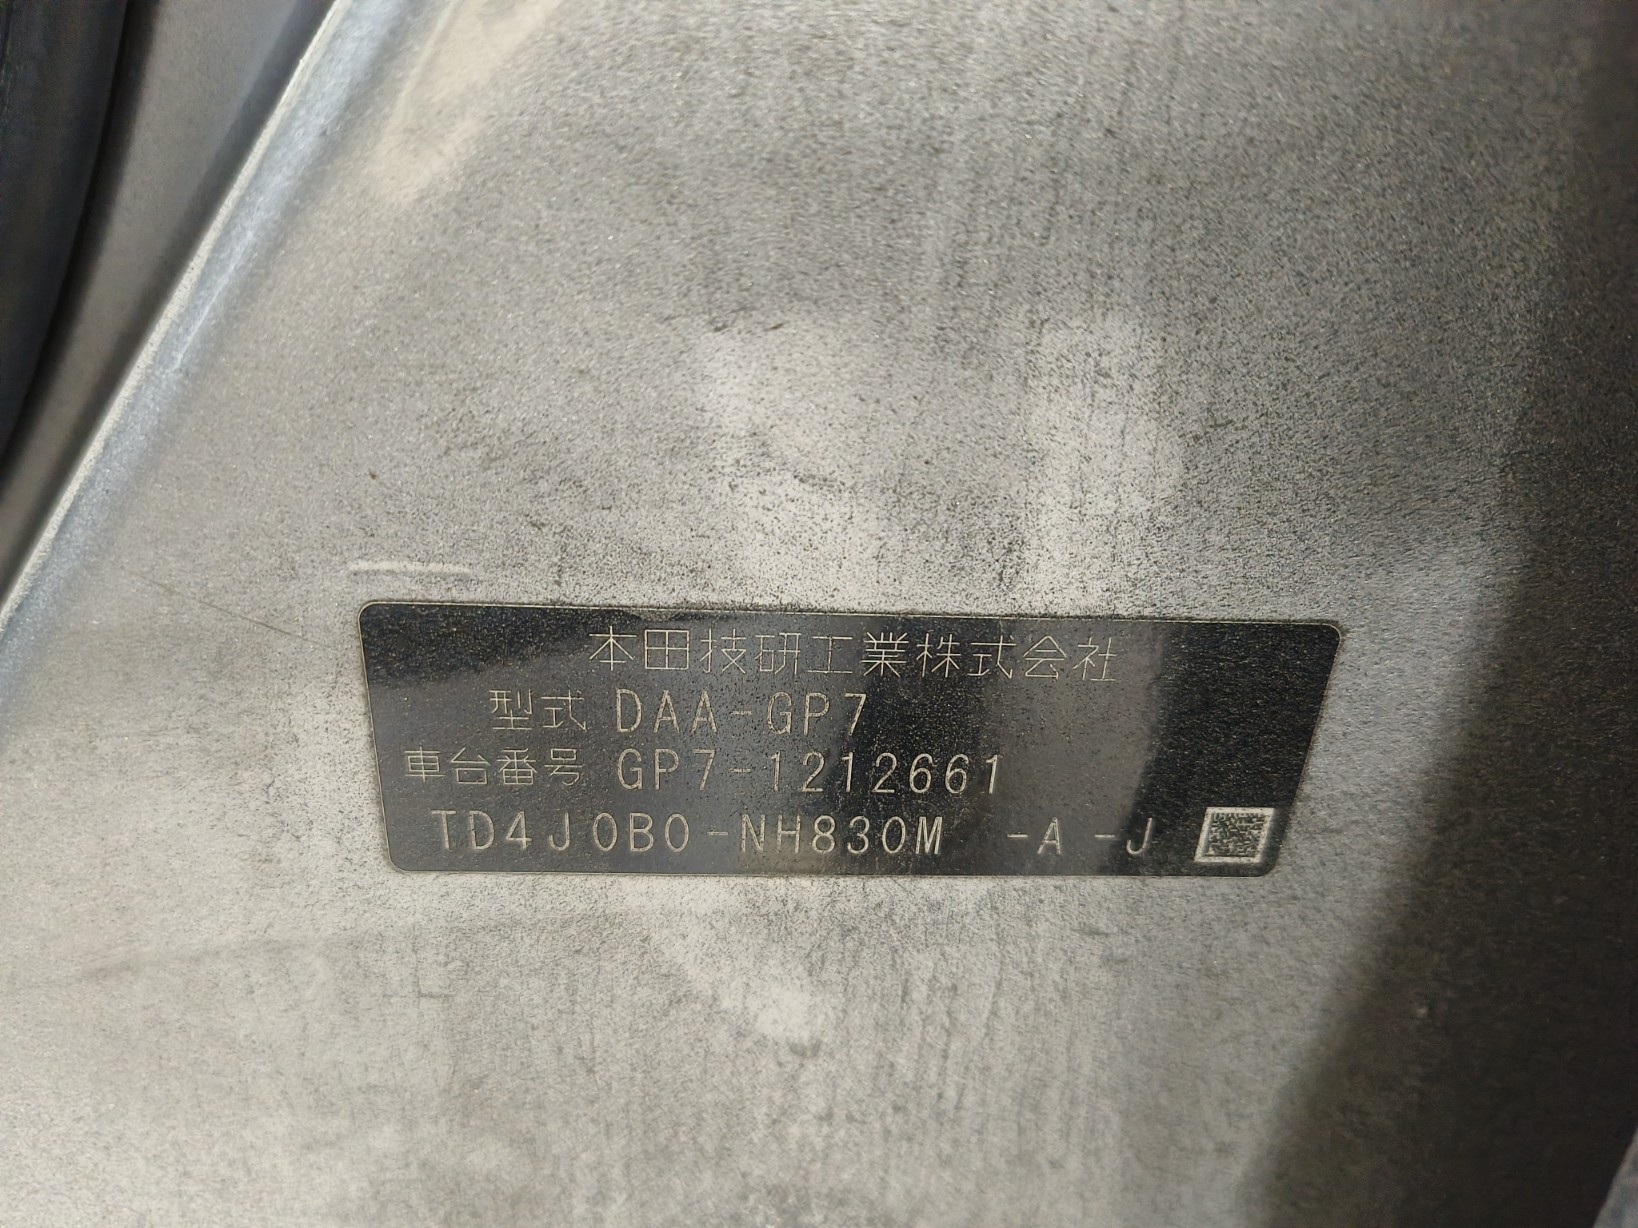 本田技研工業株式会社
型式 DAA-GP7
車台番号 GP7-1212661
TD4J0B0-NH830M -A -J